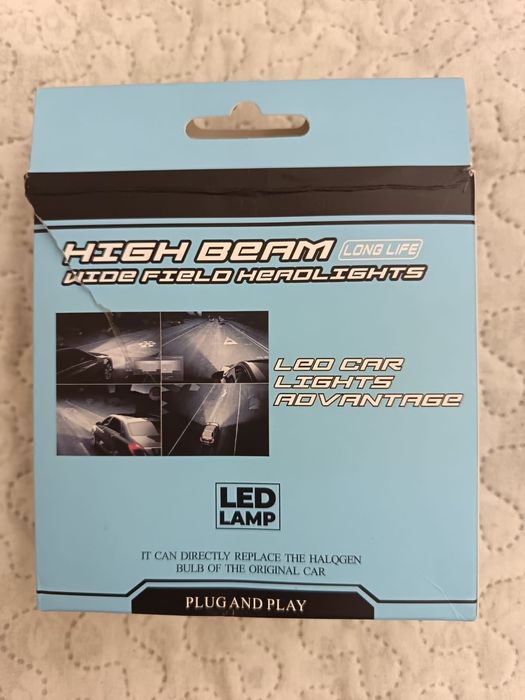 HIGH BEAM LONG LIFE
WIDE FIELD HEADLIGHTS
LED CAR
LIGHTS
ADVANTAGE
LED
LAMP
IT CAN DIRECTLY REPLACE THE HALQGEN
BULB OF THE ORIGINAL CAR
PLUG AND PLAY